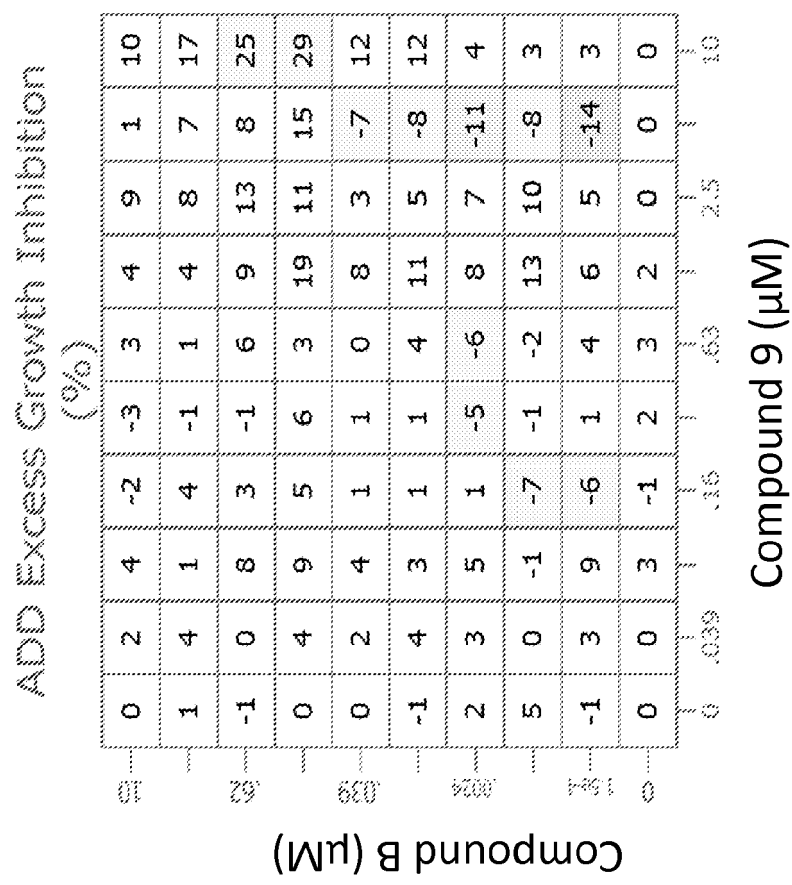 ADD Excess Growth Inhibition
(%)
Compound B (µM)
10 0 2 4 -2 -3 3 4 9 1 10
1 4 1 4 -1 1 4 8 7 17
.62 -1 0 8 3 -1 6 9 13 8 25
0 4 9 5 6 3 19 11 15 29
.039 0 2 4 1 1 0 8 3 -7 12
-1 4 3 1 1 4 11 5 -8 12
.0024 2 3 5 1 -5 -6 8 7 -11 4
5 0 -1 -7 -1 -2 13 10 -8 3
-1 3 9 -6 1 4 6 5 -14 3
0 0 0 3 -1 2 3 2 0 0 0
0 .039 .16 .63 2.5 10
Compound 9 (µM)